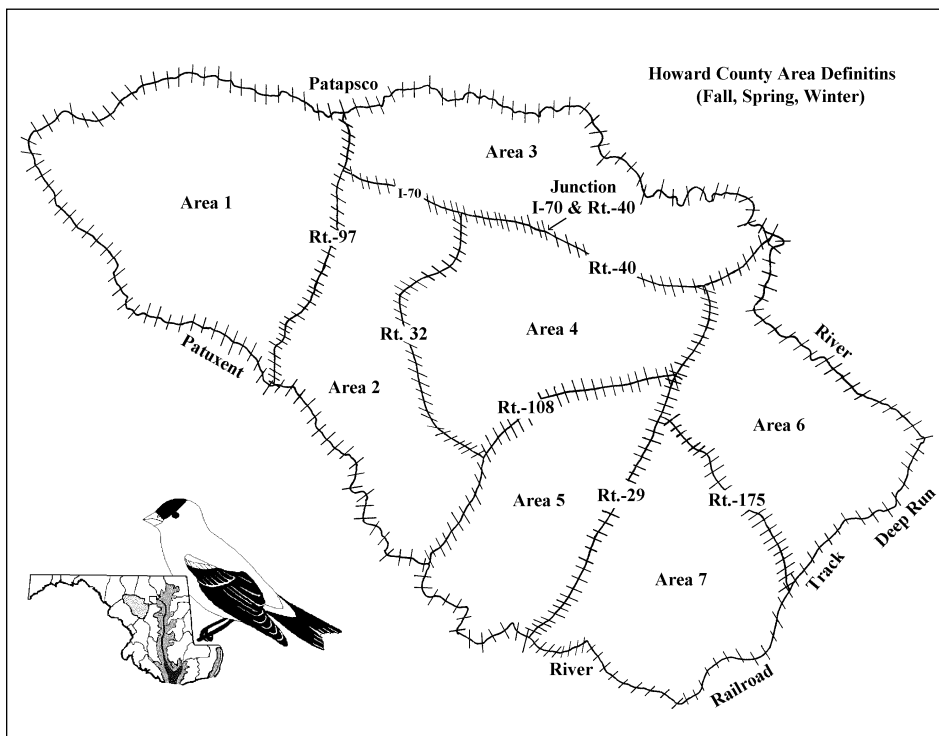 Howard County Area Definitins
(Fall, Spring, Winter)
Patapsco
Area 3
Junction
I-70 & Rt.-40
I-70
Area 1
Rt.-97
Rt.-40
Rt. 32
Area 4
River
Patuxent
Area 2
Rt.-108
Area 6
Area 5
Rt.-29
Rt.-175
Deep Run
Track
Area 7
River
Railroad